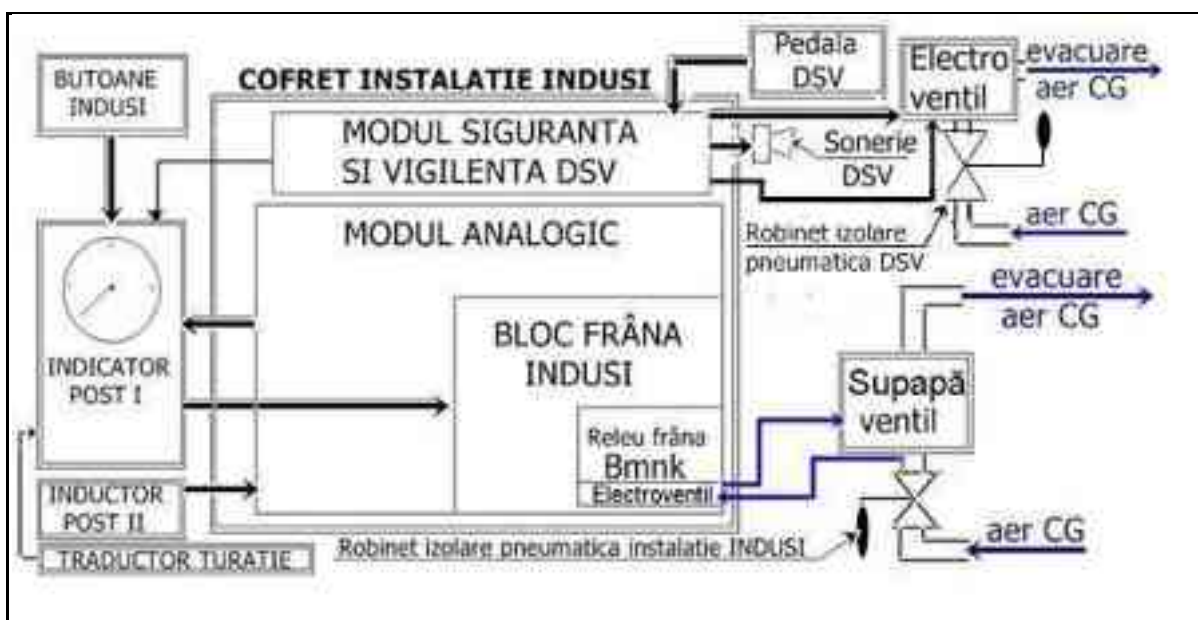 BUTOANE
INDUSI
COFRET INSTALATIE INDUSI
Pedala
DSV
Electro
ventil
evacuare
aer CG
MODUL SIGURANTA
SI VIGILENTA DSV
Sonerie
DSV
MODUL ANALOGIC
Robinet izolare
pneumatica DSV
aer CG
evacuare
aer CG
INDICATOR
POST I
BLOC FRÂNA
INDUSI
Supapă
ventil
Releu frâna
Bmnk
Electroventil
INDUCTOR
POST II
Robinet izolare pneumatica instalatie INDUSI
aer CG
TRADUCTOR TURATIE